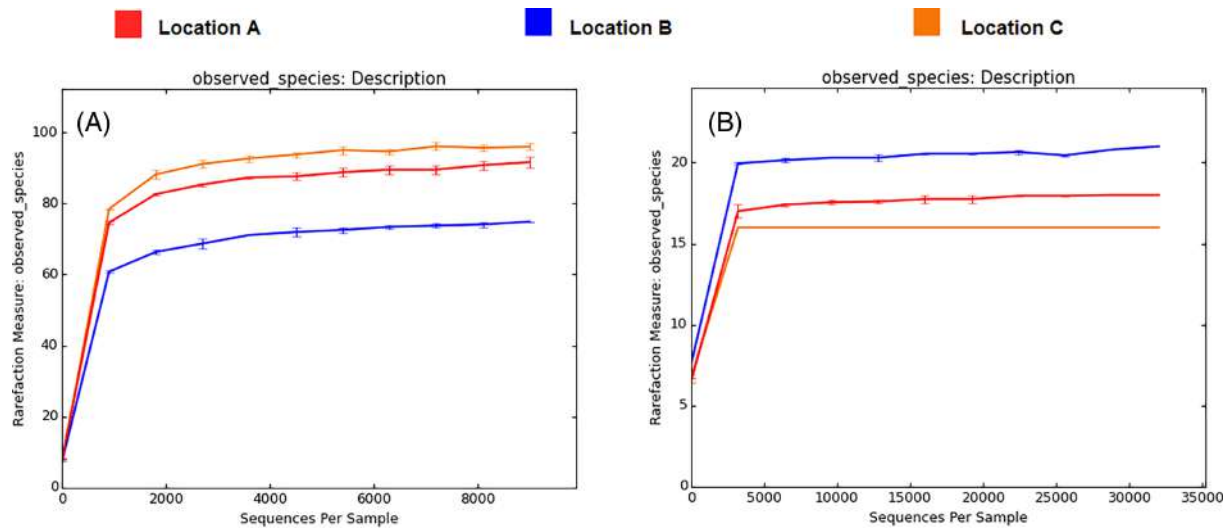 Location A
Location B
Location C
observed_species: Description
(A)
Rarefaction Measure: observed_species
100
80
60
40
20
0
0 2000 4000 6000 8000
Sequences Per Sample
observed_species: Description
(B)
Rarefaction Measure: observed_species
20
15
10
5
0
0 5000 10000 15000 20000 25000 30000 35000
Sequences Per Sample